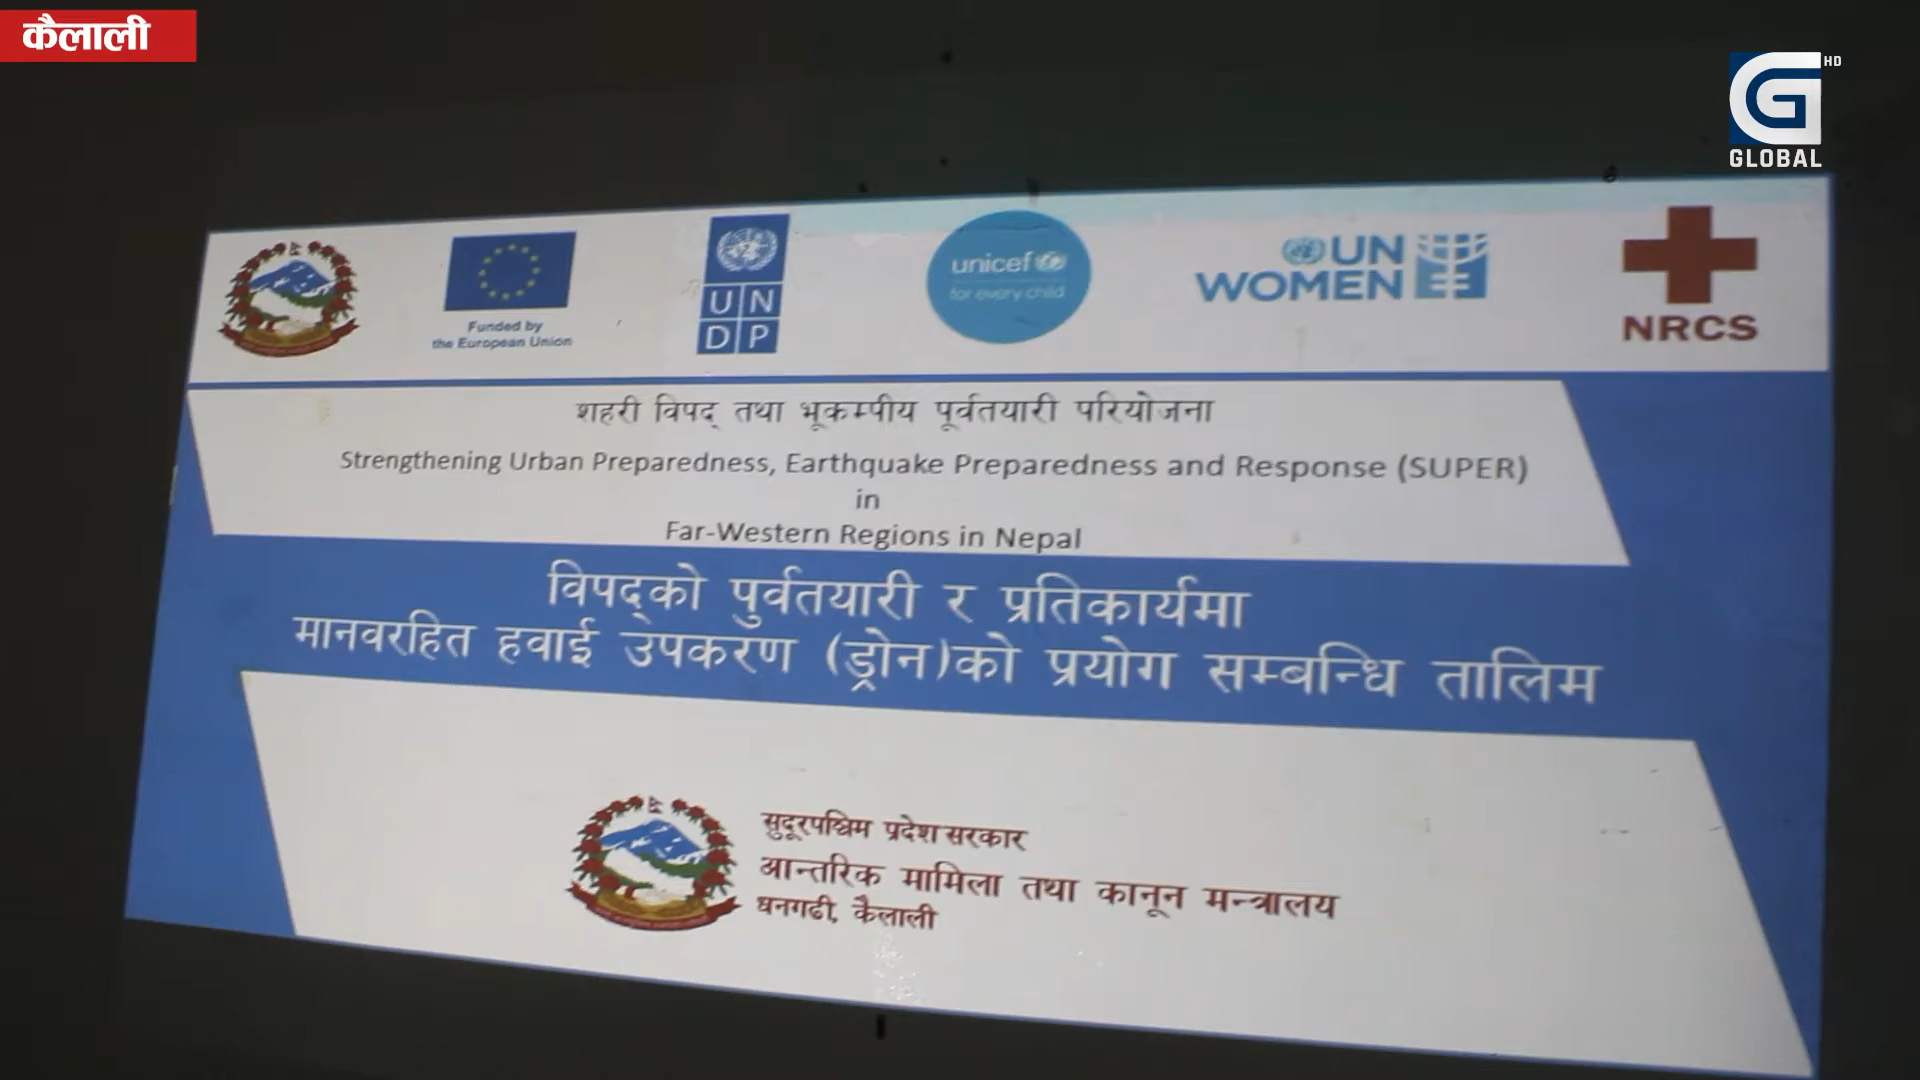 कैलाली
HD
GLOBAL
Funded by
the European Union
UN
DP
unicef
for every child
UN
WOMEN
NRCS
शहरी विपद् तथा भूकम्पीय पूर्वतयारी परियोजना
Strengthening Urban Preparedness, Earthquake Preparedness and Response (SUPER)
in
Far-Western Regions in Nepal
विपद्को पुर्वतयारी र प्रतिकार्यमा
मानवरहित हवाई उपकरण (ड्रोन)को प्रयोग सम्बन्धि तालिम
सुदूरपश्चिम प्रदेश सरकार
आन्तरिक मामिला तथा कानून मन्त्रालय
धनगढी, कैलाली